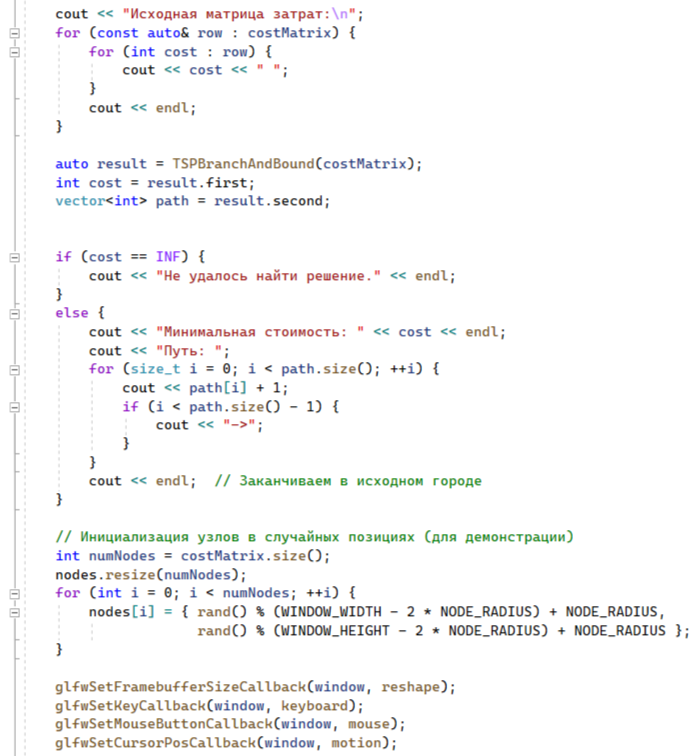 cout << "Исходная матрица затрат:\n";
for (const auto& row : costMatrix) {
for (int cost : row) {
cout << cost << " ";
}
cout << endl;
}
auto result = TSPBranchAndBound(costMatrix);
int cost = result.first;
vector<int> path = result.second;
if (cost == INF) {
cout << "Не удалось найти решение." << endl;
}
else {
cout << "Минимальная стоимость: " << cost << endl;
cout << "Путь: ";
for (size_t i = 0; i < path.size(); ++i) {
cout << path[i] + 1;
if (i < path.size() - 1) {
cout << "->";
}
}
cout << endl;  // Заканчиваем в исходном городе
}
// Инициализация узлов в случайных позициях (для демонстрации)
int numNodes = costMatrix.size();
nodes.resize(numNodes);
for (int i = 0; i < numNodes; ++i) {
nodes[i] = { rand() % (WINDOW_WIDTH - 2 * NODE_RADIUS) + NODE_RADIUS,
rand() % (WINDOW_HEIGHT - 2 * NODE_RADIUS) + NODE_RADIUS };
}
glfwSetFramebufferSizeCallback(window, reshape);
glfwSetKeyCallback(window, keyboard);
glfwSetMouseButtonCallback(window, mouse);
glfwSetCursorPosCallback(window, motion);